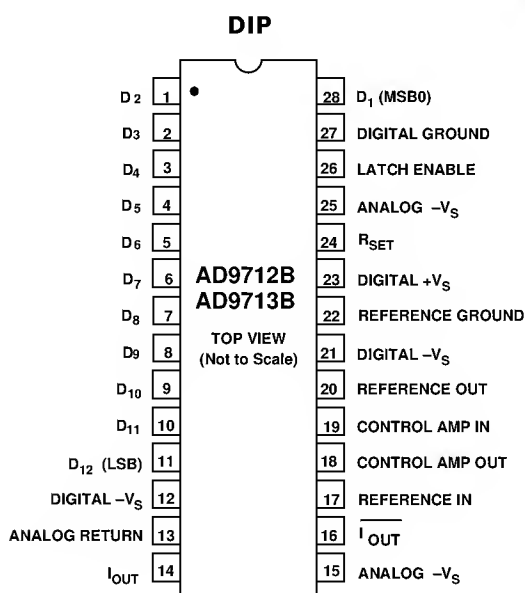 DIP
D2 1
D3 2
D4 3
D5 4
D6 5
D7 6
D8 7
D9 8
D10 9
D11 10
D12 (LSB) 11
DIGITAL –VS 12
ANALOG RETURN 13
IOUT 14
AD9712B
AD9713B
TOP VIEW
(Not to Scale)
28 D1 (MSB0)
27 DIGITAL GROUND
26 LATCH ENABLE
25 ANALOG –VS
24 RSET
23 DIGITAL +VS
22 REFERENCE GROUND
21 DIGITAL –VS
20 REFERENCE OUT
19 CONTROL AMP IN
18 CONTROL AMP OUT
17 REFERENCE IN
16 IOUT
15 ANALOG –VS